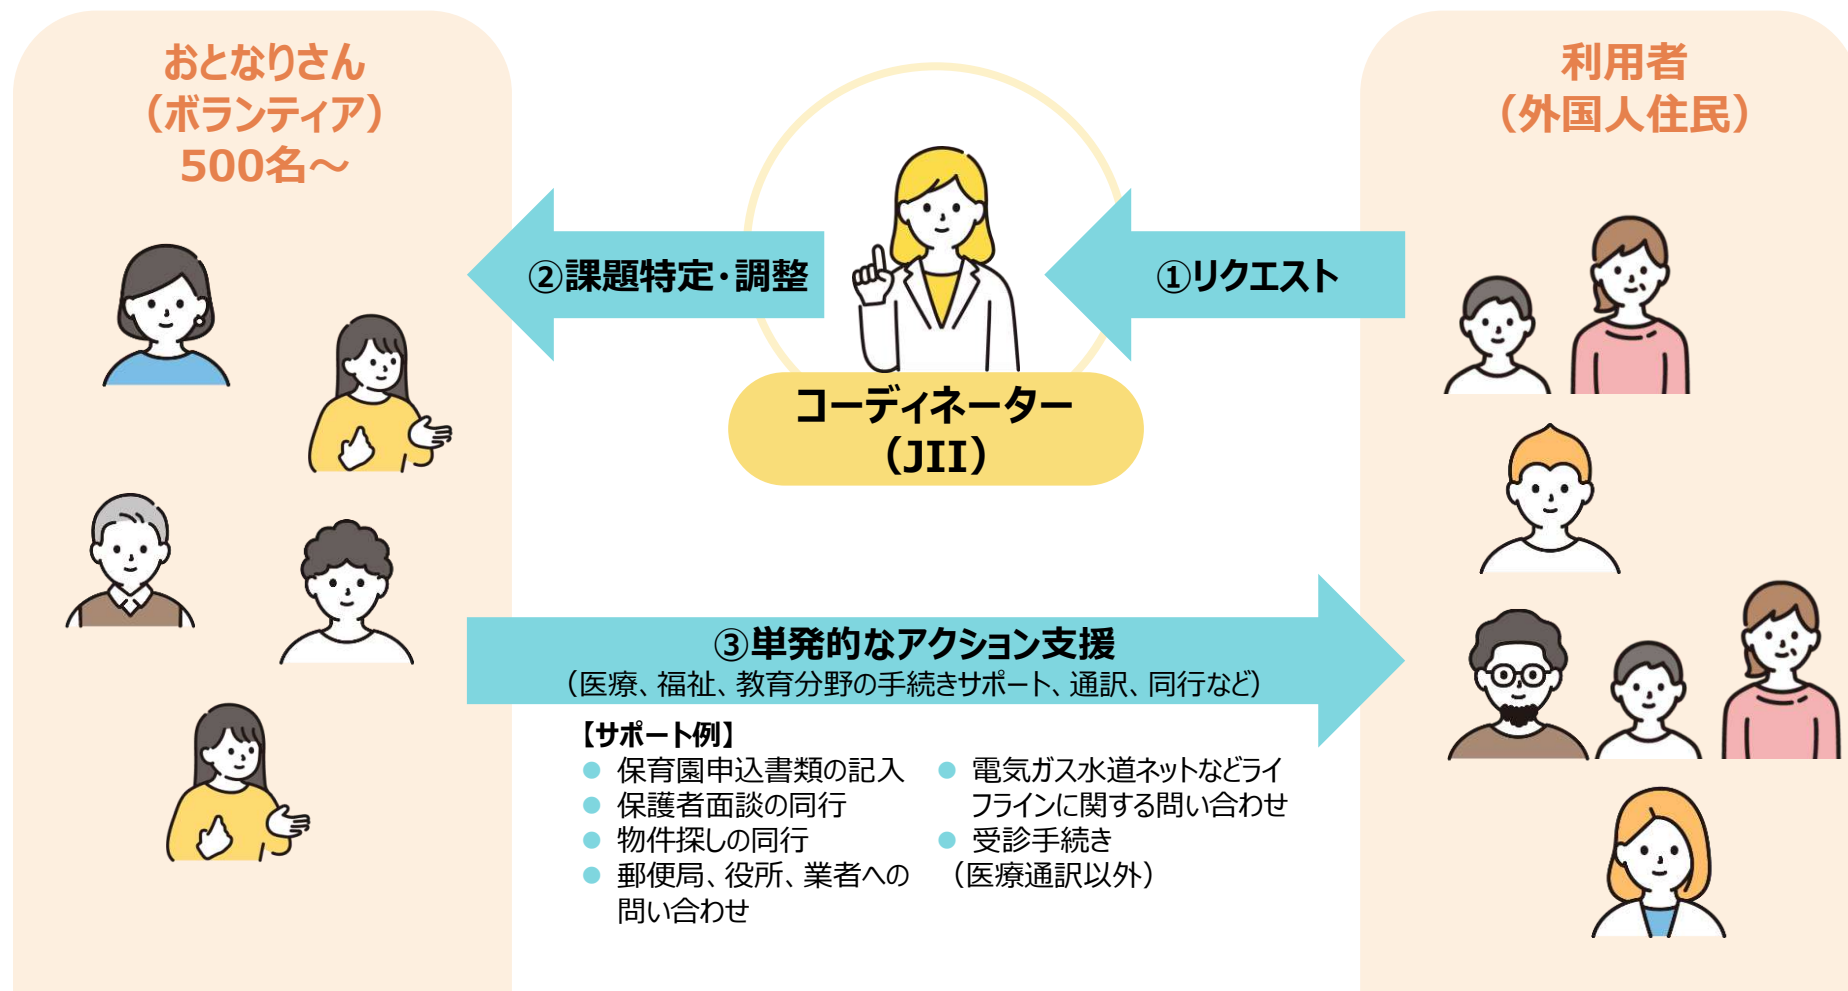 おとなりさん
（ボランティア）
500名～
利用者
（外国人住民）
②課題特定・調整
①リクエスト
コーディネーター
（JII）
③単発的なアクション支援
（医療、福祉、教育分野の手続きサポート、通訳、同行など）
【サポート例】
● 保育園申込書類の記入
● 保護者面談の同行
● 物件探しの同行
● 郵便局、役所、業者への
問い合わせ
● 電気ガス水道ネットなどライ
フラインに関する問い合わせ
● 受診手続き
（医療通訳以外）